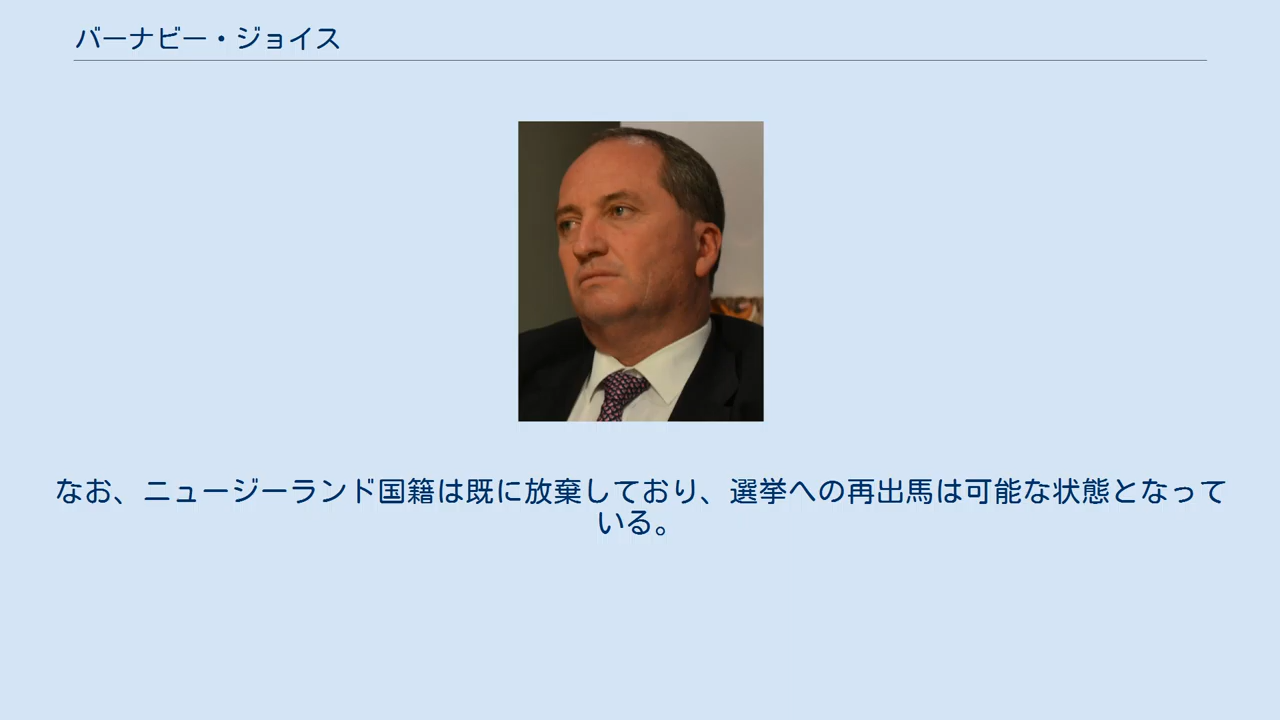 バーナビー・ジョイス
なお、ニュージーランド国籍は既に放棄しており、選挙への再出馬は可能な状態となって
いる。